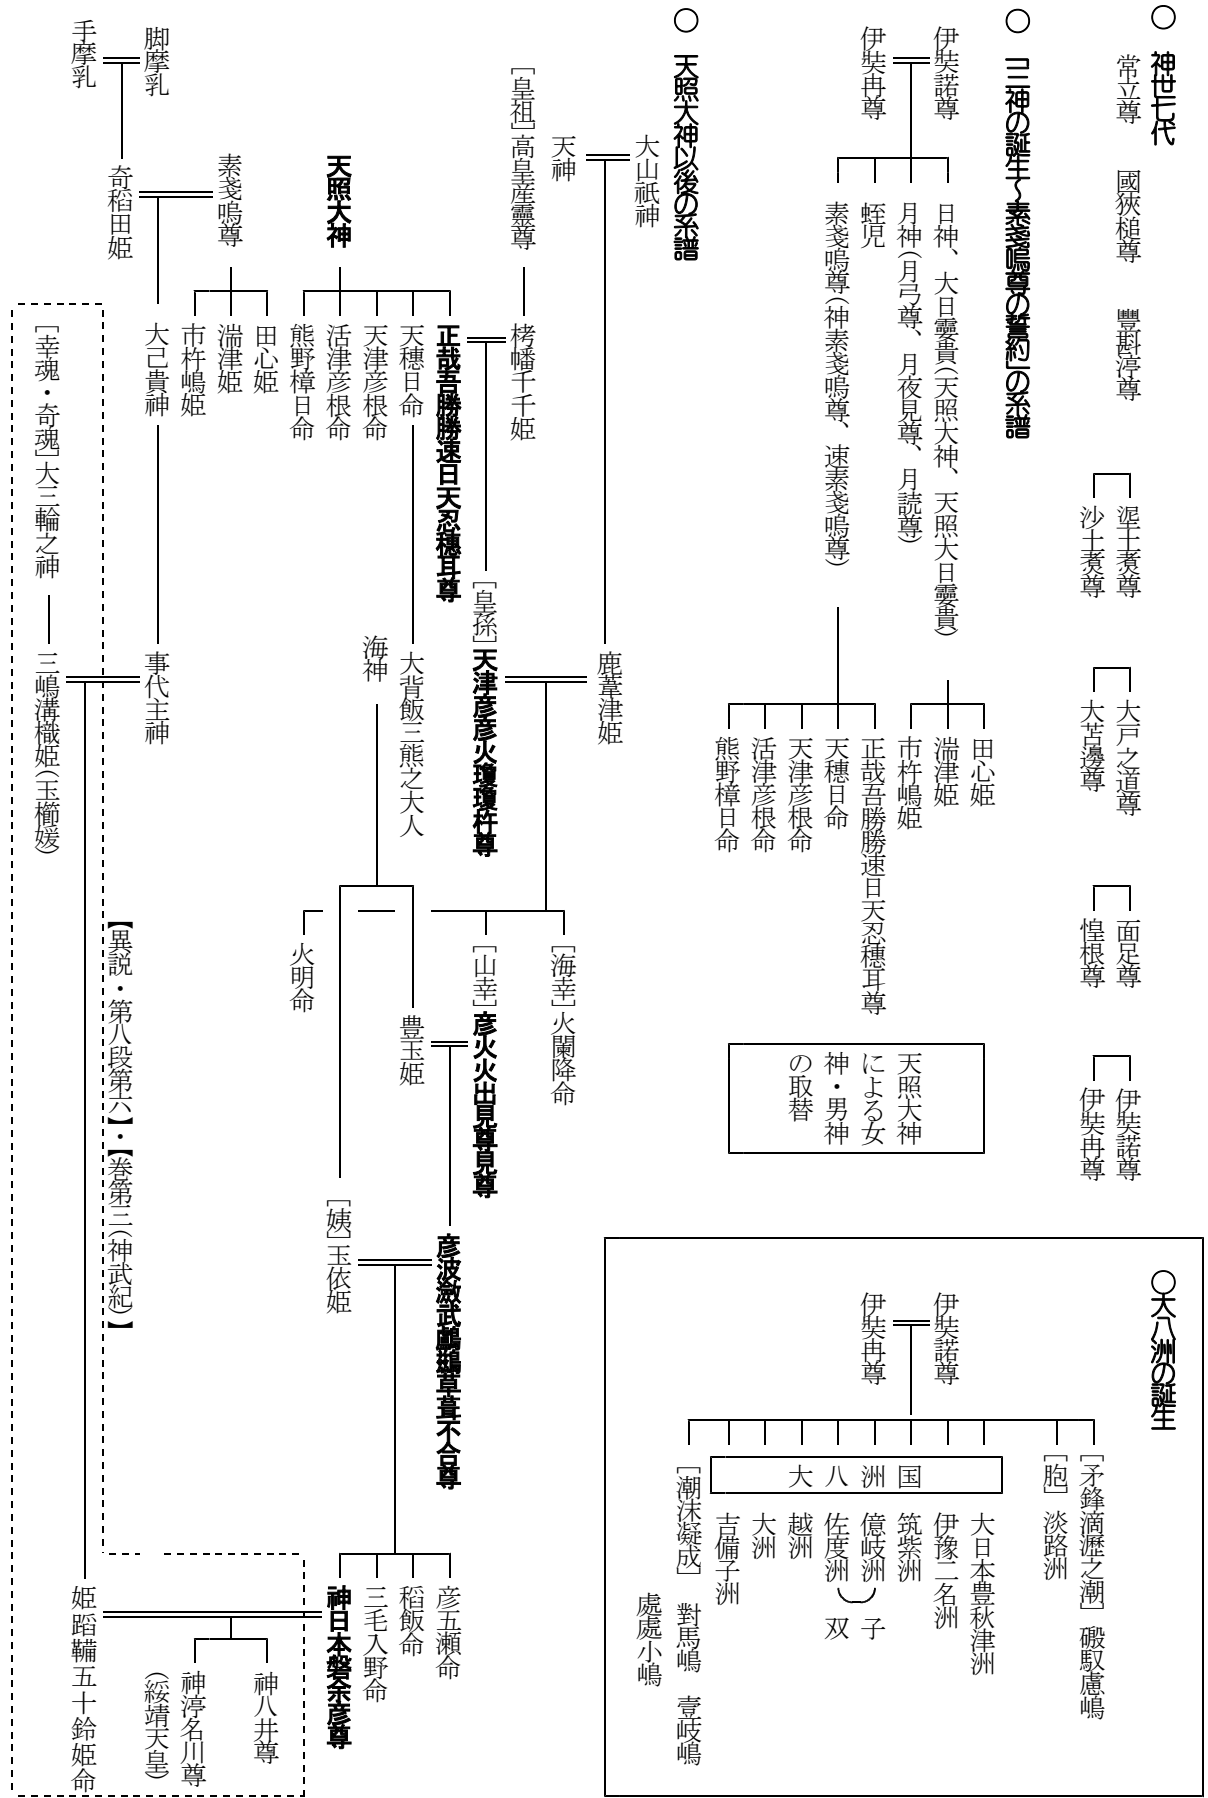 ○　神世七代
常立尊　國狹槌尊　豐斟渟尊
泥土煑尊
沙土煑尊
大戸之道尊
大苫邊尊
面足尊
惶根尊
伊奘諾尊
伊奘冉尊
○　「三神の誕生～素戔嗚尊の誓約」の系譜
伊奘諾尊
伊奘冉尊
日神、大日孁貴(天照大神、天照大日孁貴)
月神(月弓尊、月夜見尊、月読尊)
蛭児
素戔嗚尊(神素戔嗚尊、速素戔嗚尊)
田心姫
湍津姫
市杵嶋姫
正哉吾勝勝速日天忍穗耳尊
天穗日命
天津彦根命
活津彦根命
熊野樟日命
天照大神
による女
神・男神
の取替
○大八洲の誕生
伊奘諾尊
伊奘冉尊
[矛鋒滴瀝之潮]磤馭慮嶋
[胞]　淡路洲
大八洲国
大日本豊秋津洲
伊豫二名洲
筑紫洲
億岐洲
佐度洲
双子
越洲
大洲
吉備子洲
[潮沫凝成]　對馬嶋　壹岐嶋
處處小嶋
○　天照大神以後の系譜
大山祇神
天神
[皇祖]高皇産靈尊
天照大神
素戔嗚尊
奇稲田姫
脚摩乳
手摩乳
栲幡千千姫
正哉吾勝勝速日天忍穗耳尊
天穗日命
天津彦根命
活津彦根命
熊野樟日命
田心姫
湍津姫
市杵嶋姫
大己貴神
[幸魂・奇魂]大三輪之神
鹿葦津姫
[皇孫]天津彦彦火瓊瓊杵尊
大背飯三熊之大人
海神
事代主神
三嶋溝樴姫(玉櫛媛)
[海幸]火闌降命
[山幸]彦火火出見尊見尊
豊玉姫
火明命
[姨]玉依姫
彦波瀲武鸕鶿草葺不合尊
【異説・第八段第六】・【巻第三(神武紀)】
彦五瀬命
稻飯命
三毛入野命
神日本磐余彦尊
神八井尊
神渟名川尊
(綏靖天皇)
姫蹈鞴五十鈴姫命